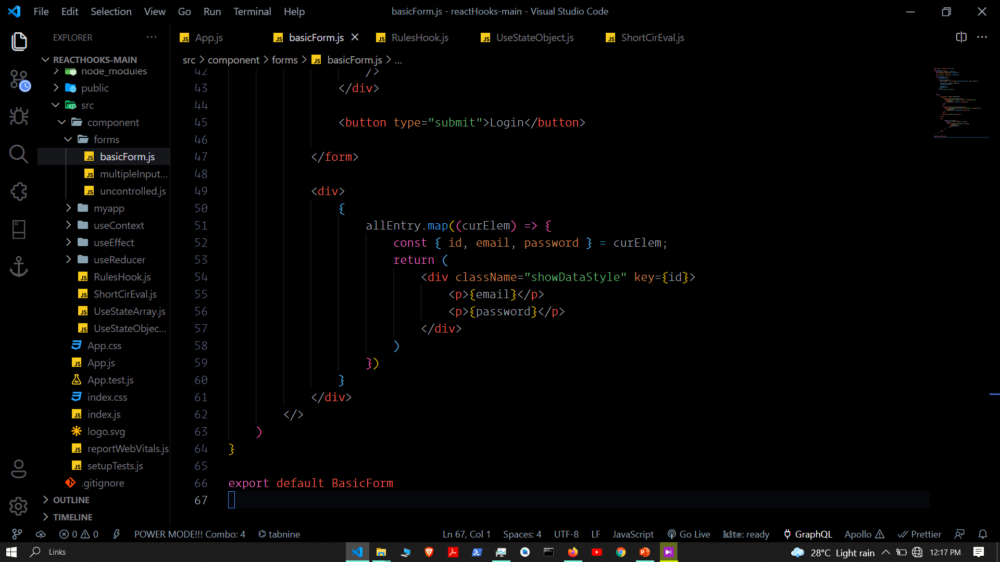 File Edit Selection View Go Run Terminal Help
basicForm.js - reactHooks-main - Visual Studio Code
EXPLORER
REACTHOOKS-MAIN
node_modules
public
src
component
forms
basicForm.js
multipleInput...
uncontrolled.js
myapp
useContext
useEffect
useReducer
RulesHook.js
ShortCirEval.js
UseStateArray.js
UseStateObjec...
App.css
App.js
App.test.js
index.css
index.js
logo.svg
reportWebVitals.js
setupTests.js
.gitignore
OUTLINE
TIMELINE
App.js basicForm.js RulesHook.js UseStateObject.js ShortCirEval.js
src > component > forms > basicForm.js > ...
42 />
43 </div>
44
45 <button type="submit">Login</button>
46
47 </form>
48
49 <div>
50 {
51 allEntry.map((curElem) => {
52 const { id, email, password } = curElem;
53 return (
54 <div className="showDataStyle" key={id}>
55 <p>{email}</p>
56 <p>{password}</p>
57 </div>
58 )
59 })
60 }
61 </div>
62 </>
63 )
64 }
65
66 export default BasicForm
67
0 0 POWER MODE!!! Combo: 4 tabnine Ln 67, Col 1 Spaces: 4 UTF-8 LF JavaScript Go Live kite: ready GraphQL Apollo Prettier
Links 28°C Light rain 12:17 PM